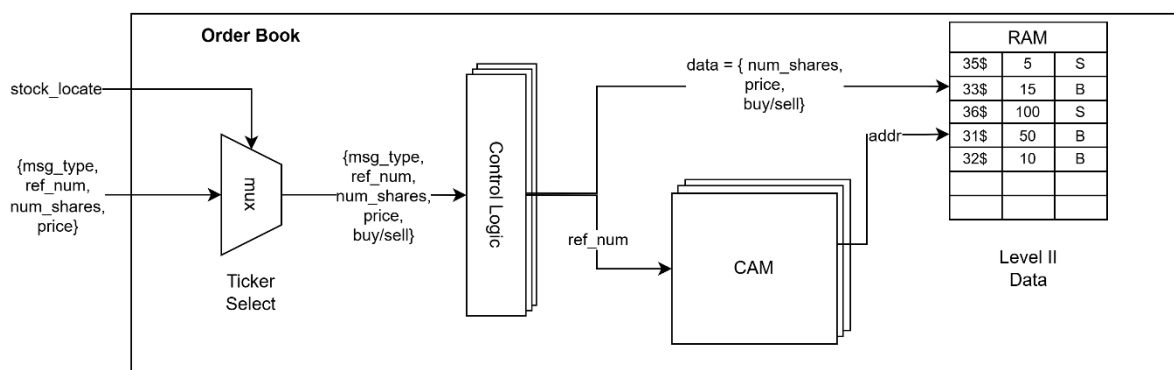 Order Book
stock_locate
{msg_type,
ref_num,
num_shares,
price}
mux
Ticker
Select
{msg_type,
ref_num,
num_shares,
price,
buy/sell}
Control Logic
data = { num_shares,
price,
buy/sell}
ref_num
CAM
addr
RAM
35$ 5 S
33$ 15 B
36$ 100 S
31$ 50 B
32$ 10 B
Level II
Data